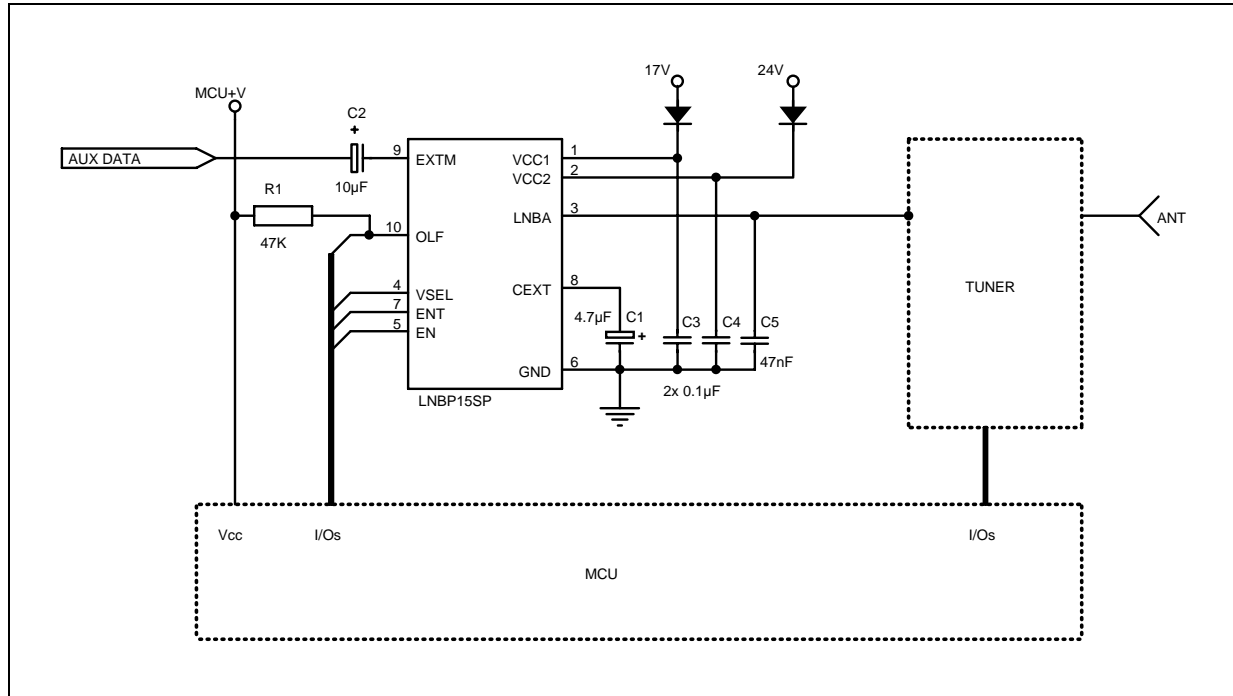 17V
24V
MCU+V
C2
+
AUX DATA
9
EXTM
VCC1
1
10µF
VCC2
2
R1
LNBA
3
ANT
47K
10
OLF
TUNER
4
VSEL
CEXT
8
7
ENT
4.7µF
C1
C3
C4
C5
5
EN
+
47nF
GND
6
2x 0.1µF
LNBP15SP
Vcc
I/Os
I/Os
MCU